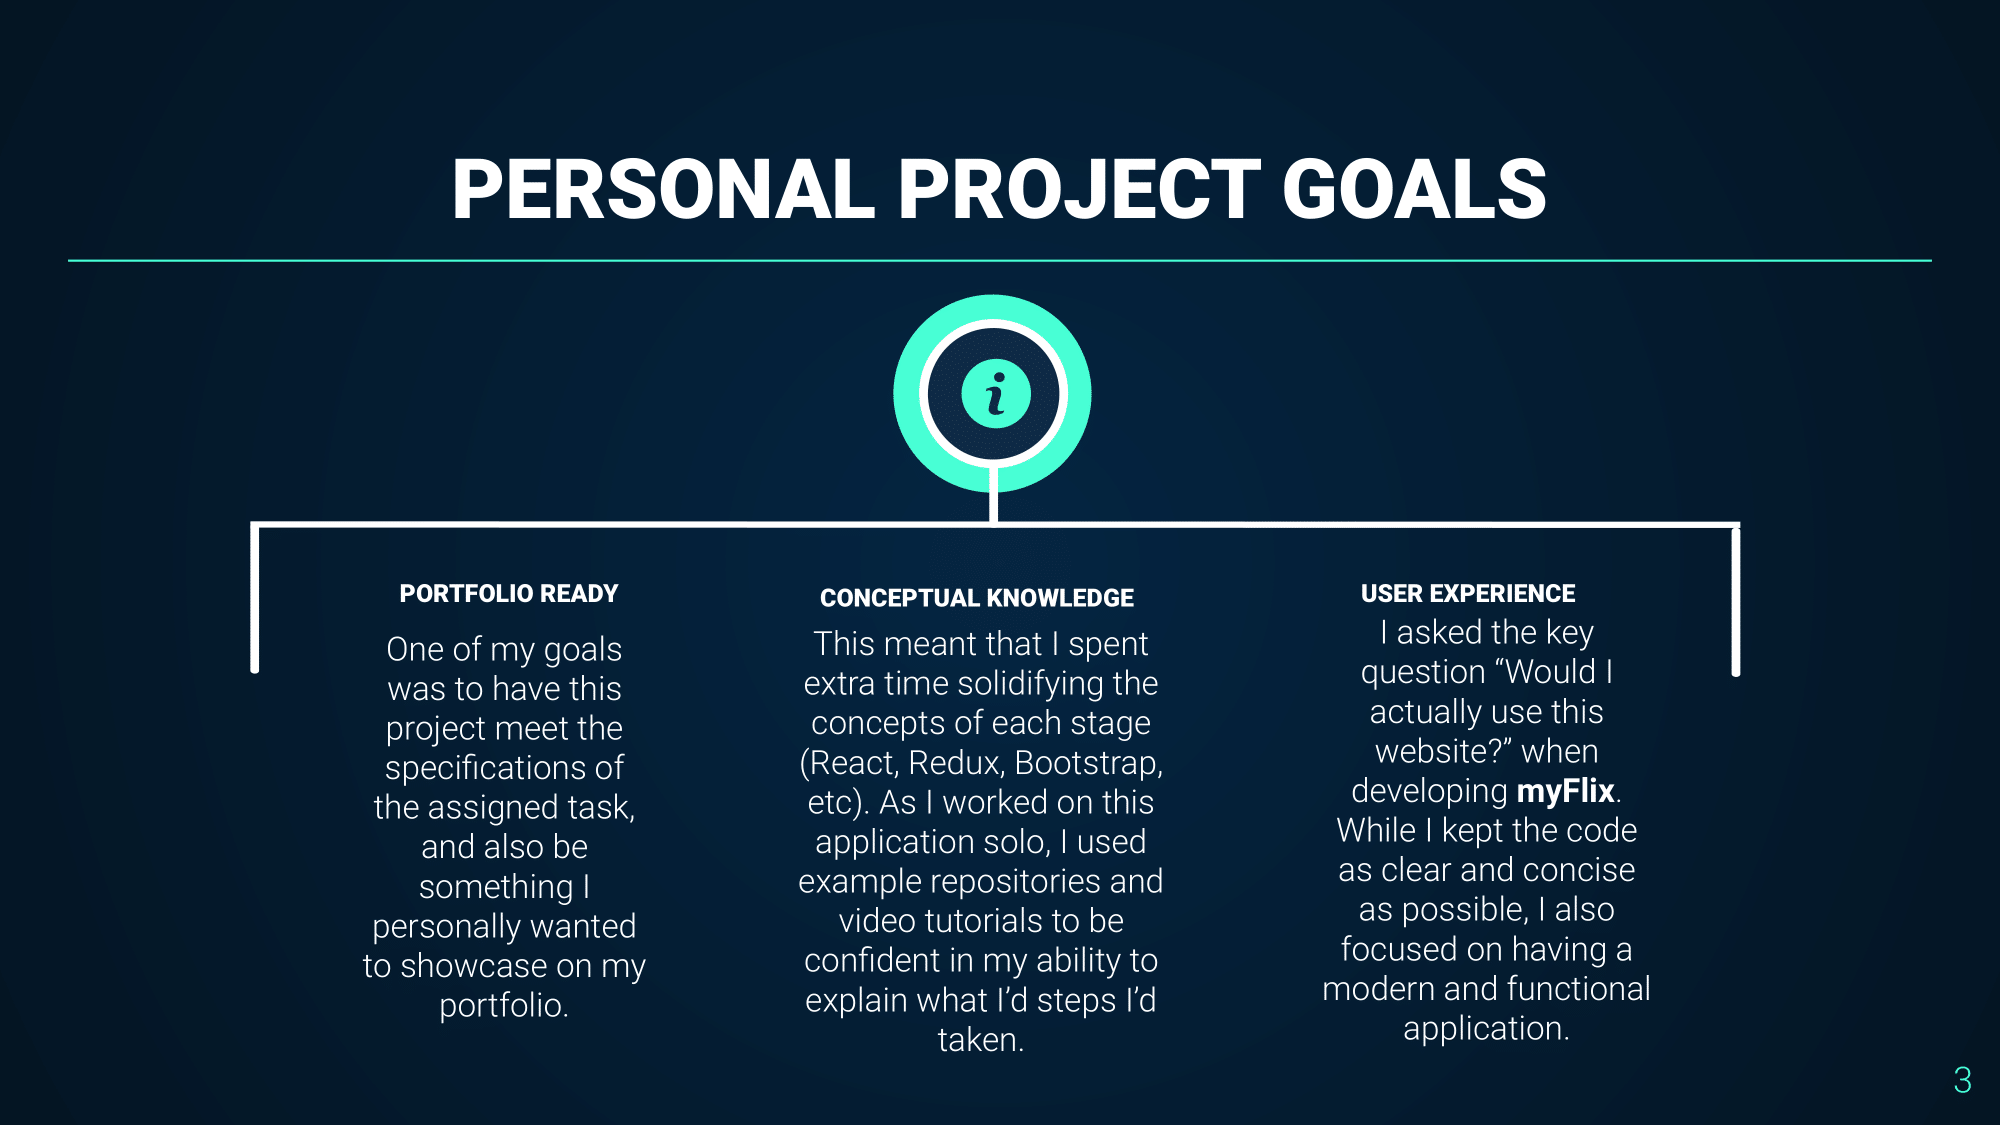 PERSONAL PROJECT GOALS
i
PORTFOLIO READY
One of my goals
was to have this
project meet the
specifications of
the assigned task,
and also be
something I
personally wanted
to showcase on my
portfolio.
CONCEPTUAL KNOWLEDGE
This meant that I spent
extra time solidifying the
concepts of each stage
(React, Redux, Bootstrap,
etc). As I worked on this
application solo, I used
example repositories and
video tutorials to be
confident in my ability to
explain what I’d steps I’d
taken.
USER EXPERIENCE
I asked the key
question “Would I
actually use this
website?” when
developing myFlix.
While I kept the code
as clear and concise
as possible, I also
focused on having a
modern and functional
application.
3